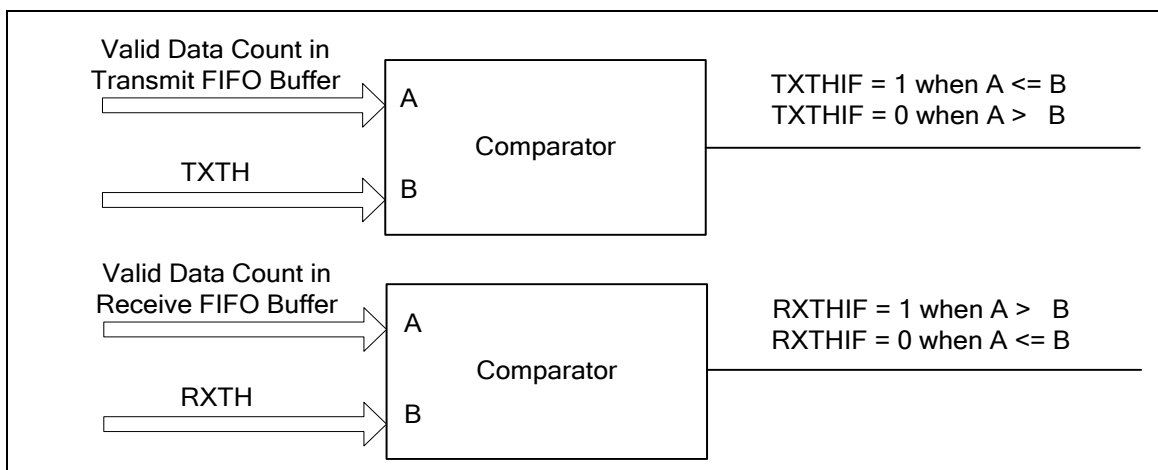 Valid Data Count in
Transmit FIFO Buffer
A
TXTHIF = 1 when A <= B
TXTHIF = 0 when A > B
Comparator
TXTH
B
Valid Data Count in
Receive FIFO Buffer
A
RXTHIF = 1 when A > B
RXTHIF = 0 when A <= B
Comparator
RXTH
B